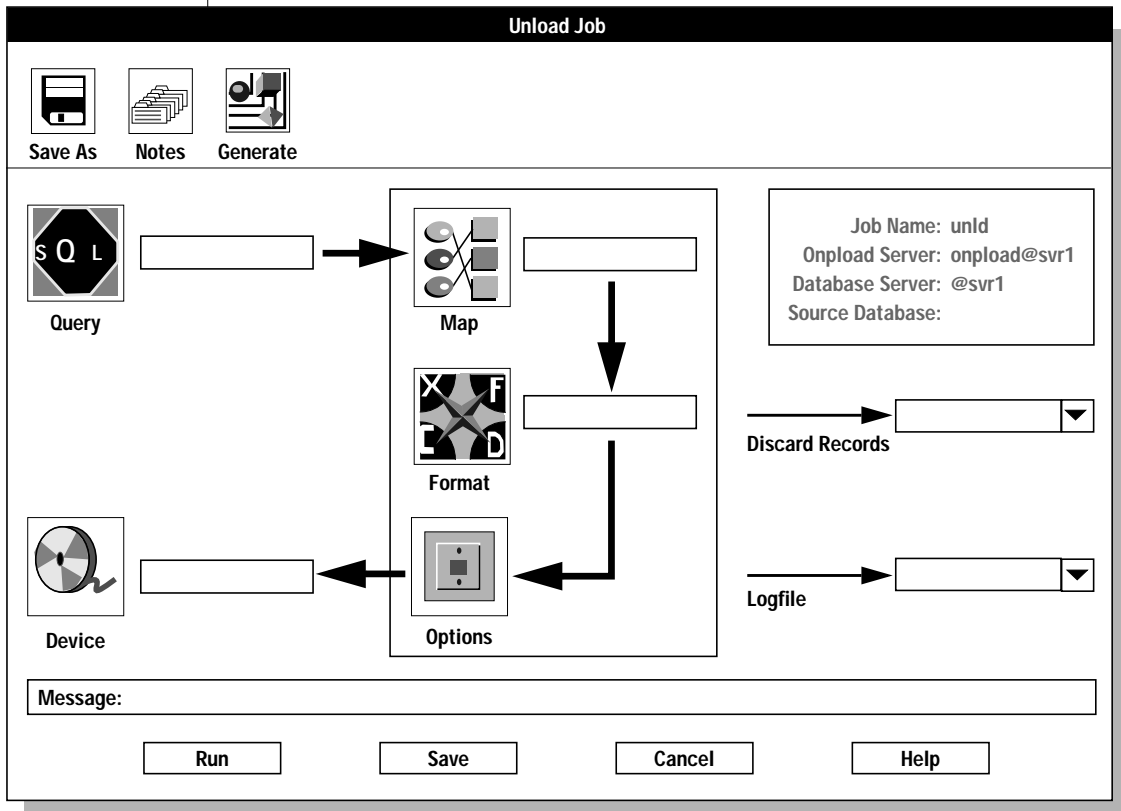 Unload Job
Save As
Notes
Generate
S Q L
Query
Map
Job Name: unld
Onpload Server: onpload@svr1
Database Server: @svr1
Source Database:
X F
I D
Format
Discard Records
Device
Options
Logfile
Message:
Run
Save
Cancel
Help